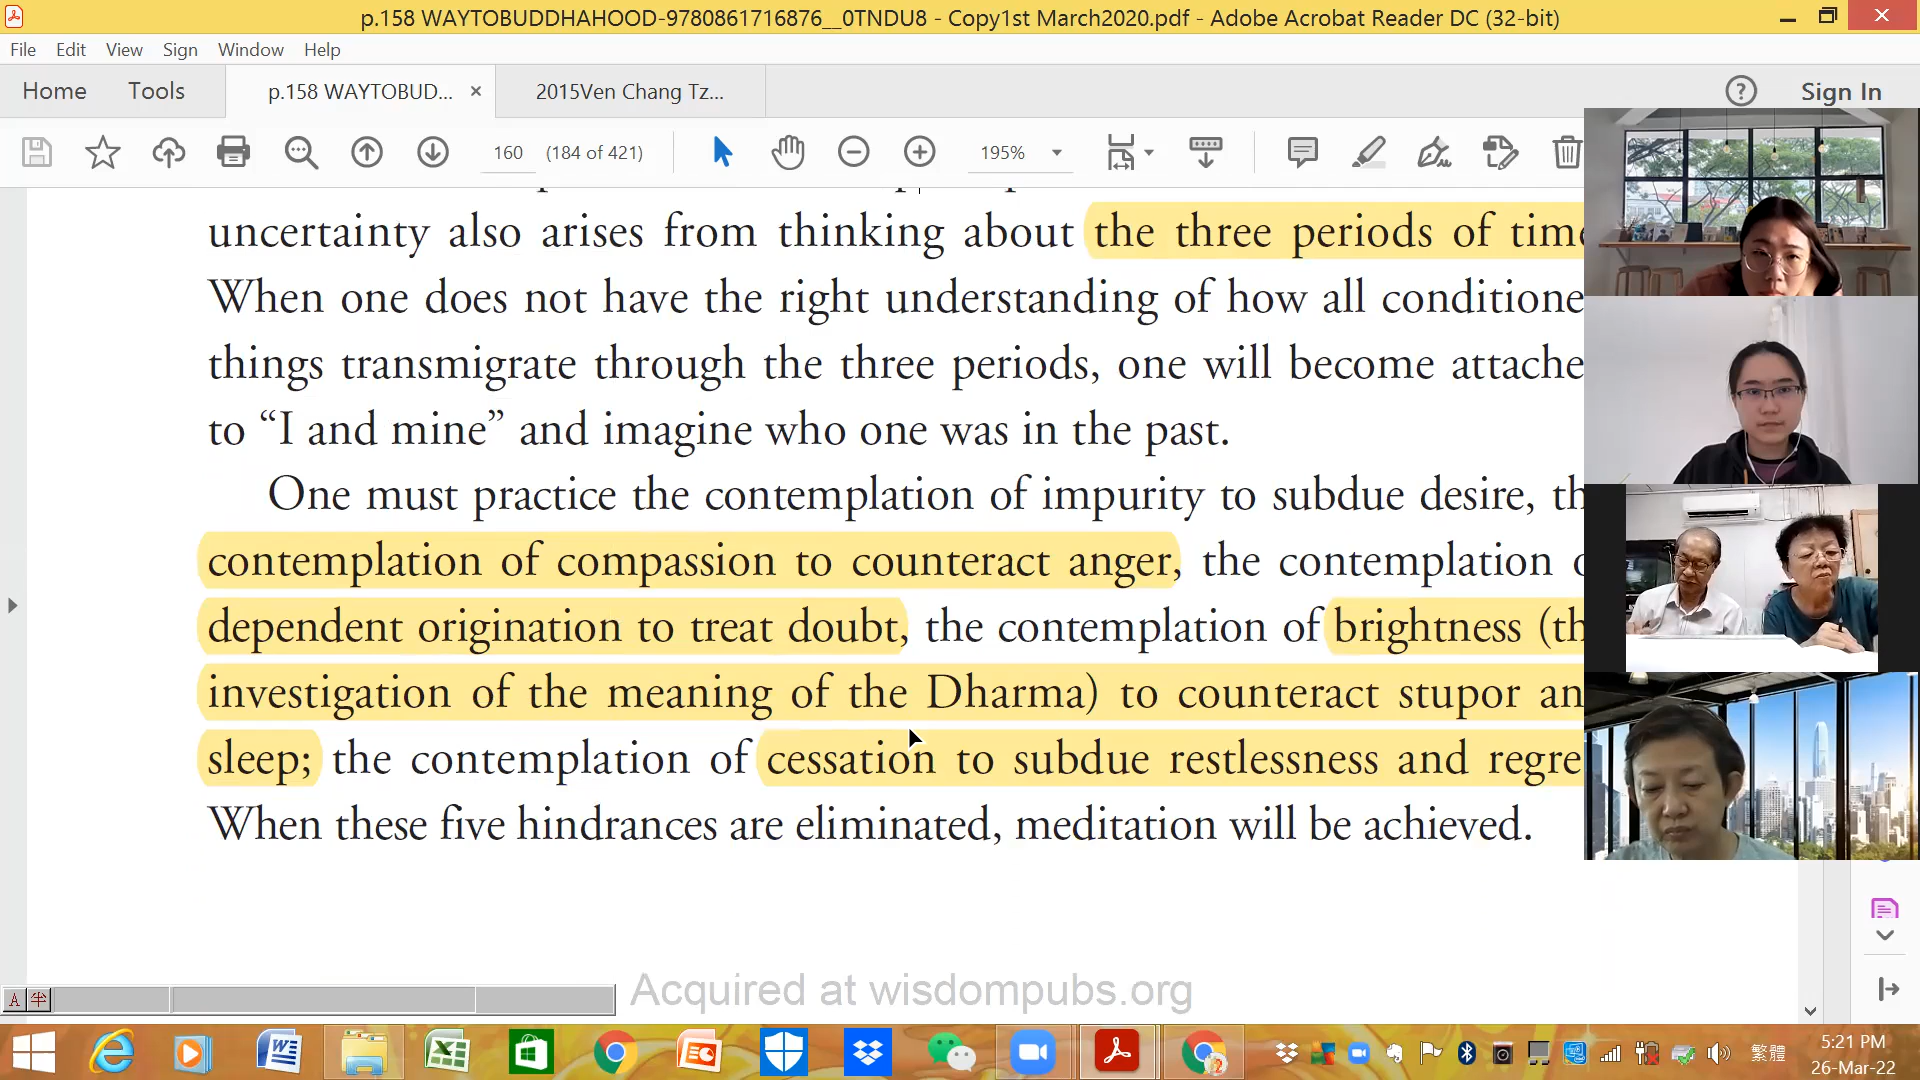 p.158 WAYTOBUDDHAHOOD-9780861716876__0TNDU8 - Copy1st March2020.pdf - Adobe Acrobat Reader DC (32-bit)
File Edit View Sign Window Help
Home Tools p.158 WAYTOBUD... × 2015Ven Chang Tz... Sign In
160 (184 of 421) 195%
uncertainty also arises from thinking about the three periods of time
When one does not have the right understanding of how all conditione
things transmigrate through the three periods, one will become attache
to “I and mine” and imagine who one was in the past.
One must practice the contemplation of impurity to subdue desire, th
contemplation of compassion to counteract anger, the contemplation o
dependent origination to treat doubt, the contemplation of brightness (th
investigation of the meaning of the Dharma) to counteract stupor an
sleep; the contemplation of cessation to subdue restlessness and regre
When these five hindrances are eliminated, meditation will be achieved.
Acquired at wisdompubs.org
A 半
繁體
5:21 PM
26-Mar-22